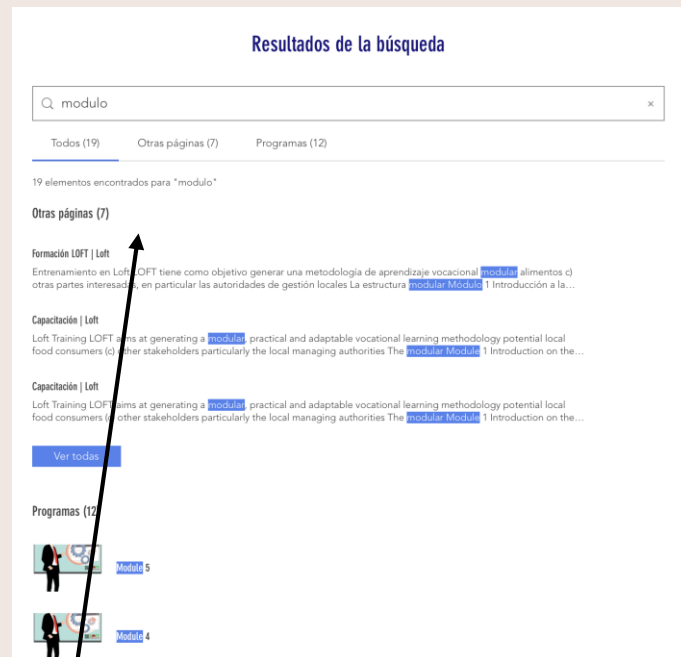 Resultados de la búsqueda
modulo ×
Todos (19) Otras páginas (7) Programas (12)
19 elementos encontrados para "modulo"
Otras páginas (7)
Formación LOFT | Loft
Entrenamiento en Loft LOFT tiene como objetivo generar una metodología de aprendizaje vocacional modular alimentos c)
otras partes interesadas, en particular las autoridades de gestión locales La estructura modular Módulo 1 Introducción a la...
Capacitación | Loft
Loft Training LOFT aims at generating a modular, practical and adaptable vocational learning methodology potential local
food consumers (c) other stakeholders particularly the local managing authorities The modular Module 1 Introduction on the...
Capacitación | Loft
Loft Training LOFT aims at generating a modular, practical and adaptable vocational learning methodology potential local
food consumers (c) other stakeholders particularly the local managing authorities The modular Module 1 Introduction on the...
Ver todas
Programas (12)
Module 5
Module 4